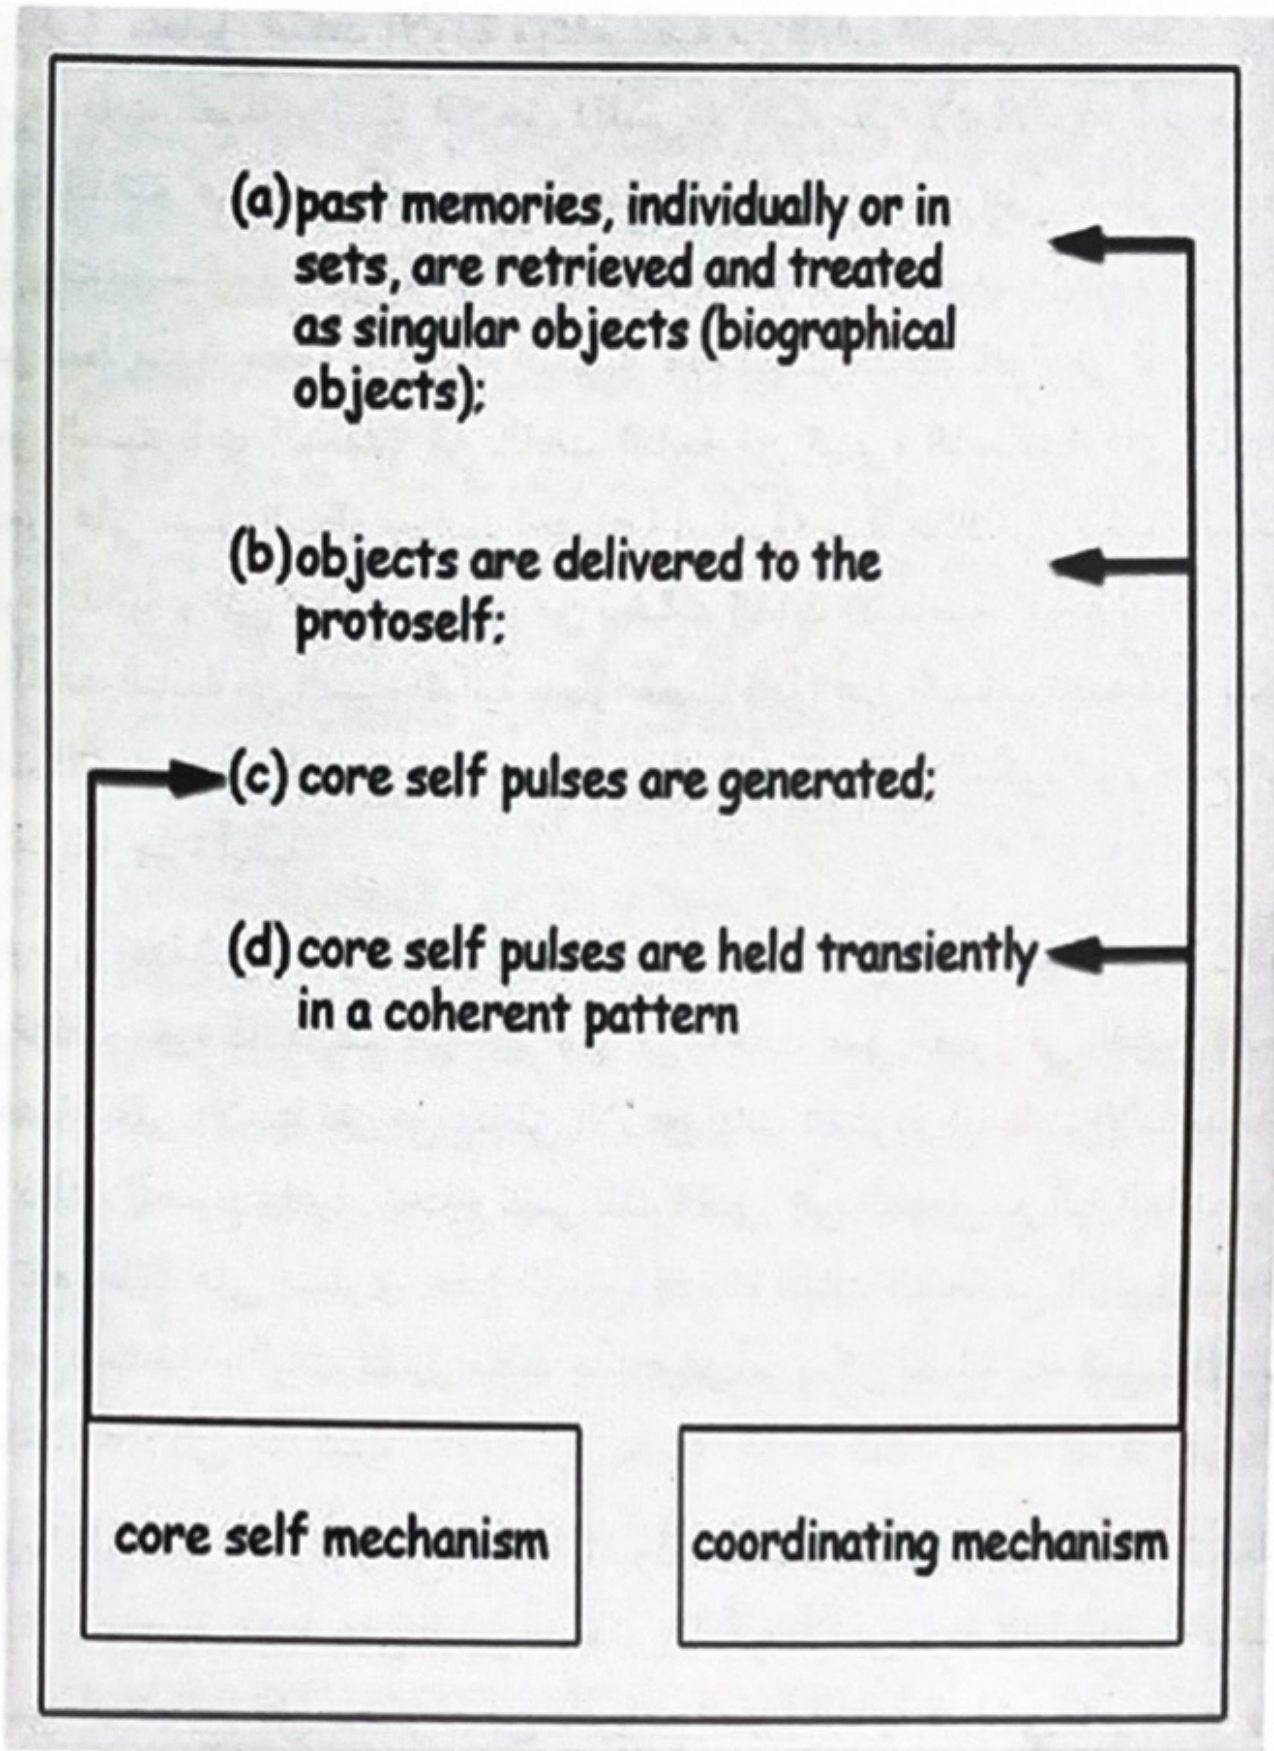 (a) past memories, individually or in
sets, are retrieved and treated
as singular objects (biographical
objects);
(b) objects are delivered to the
protoself;
(c) core self pulses are generated;
(d) core self pulses are held transiently
in a coherent pattern
core self mechanism
coordinating mechanism